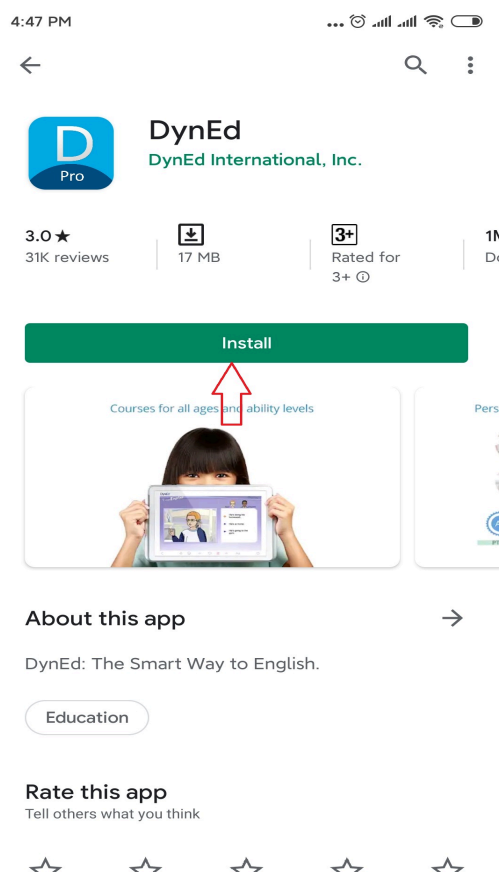 4:47 PM
D
Pro
DynEd
DynEd International, Inc.
3.0 ★
31K reviews
17 MB
3+
Rated for
3+
Install
Courses for all ages and ability levels
Pers
About this app
DynEd: The Smart Way to English.
Education
Rate this app
Tell others what you think